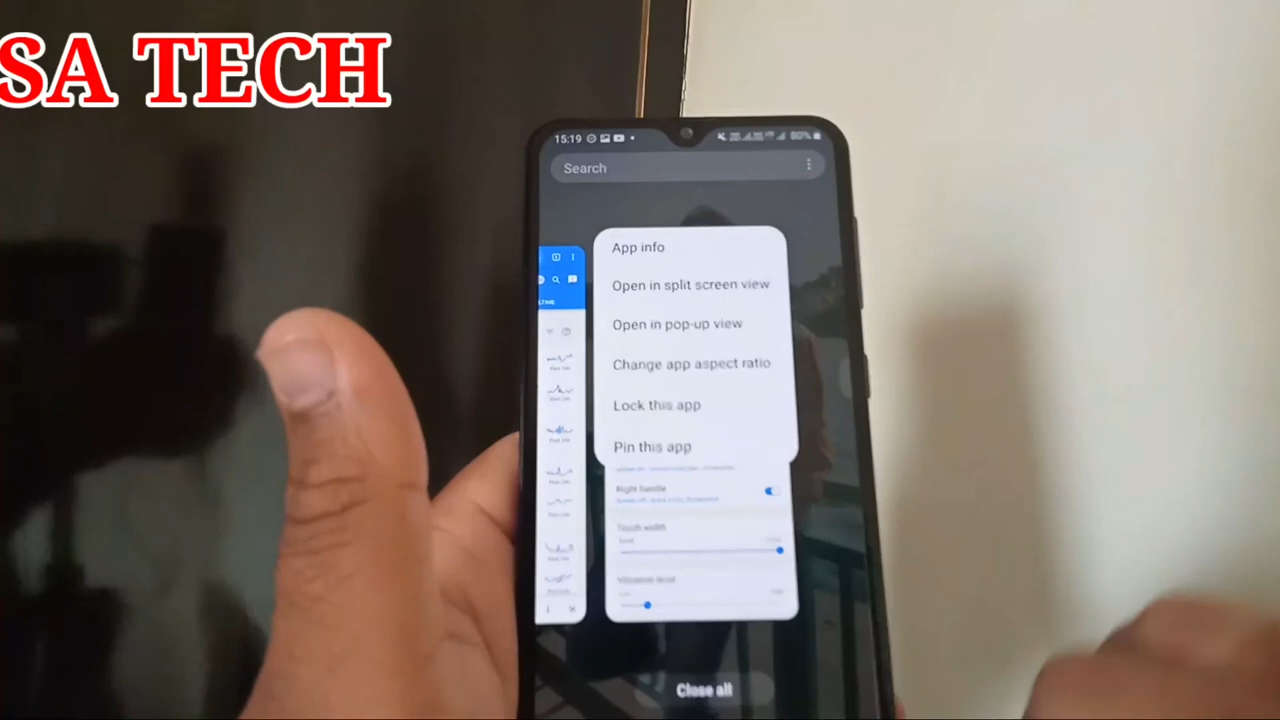 SA TECH
15:19
80%
Search
App info
Open in split screen view
Open in pop-up view
Change app aspect ratio
Lock this app
Pin this app
Right handle
Touch width
Vibration level
Close all